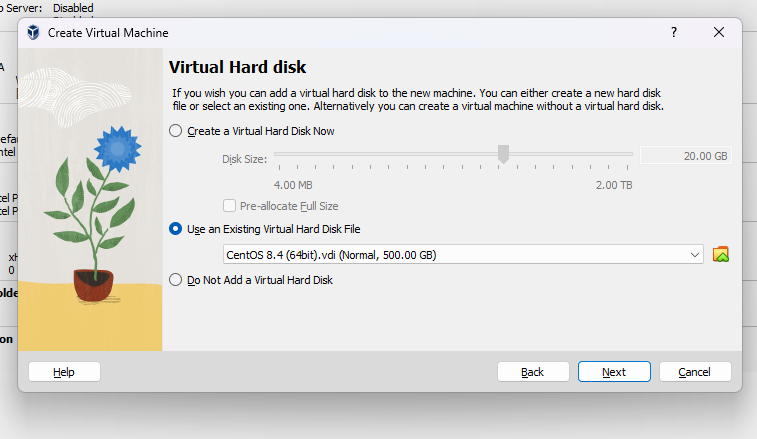 Server:
Disabled
Create Virtual Machine
?
Virtual Hard disk
If you wish you can add a virtual hard disk to the new machine. You can either create a new hard disk
file or select an existing one. Alternatively you can create a virtual machine without a virtual hard disk.
Create a Virtual Hard Disk Now
Disk Size:
20.00 GB
4.00 MB
2.00 TB
Pre-allocate Full Size
Use an Existing Virtual Hard Disk File
CentOS 8.4 (64bit).vdi (Normal, 500.00 GB)
Do Not Add a Virtual Hard Disk
Help
Back
Next
Cancel